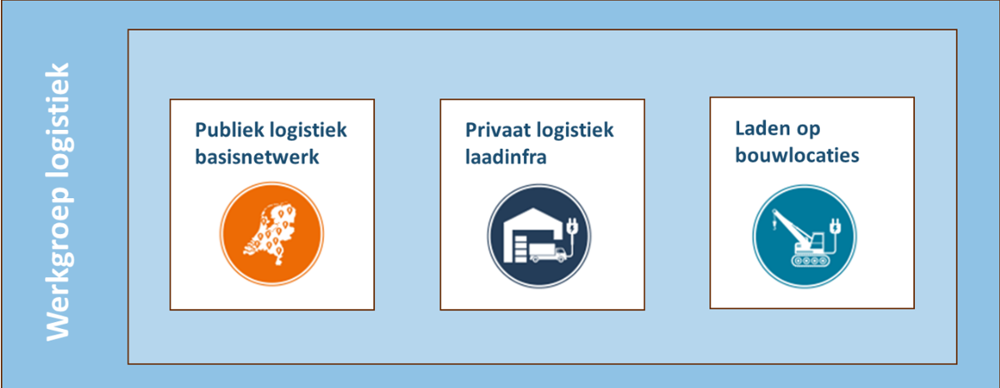 Werkgroep logistiek
Publiek logistiek
basisnetwerk
Privaat logistiek
laadinfra
Laden op
bouwlocaties